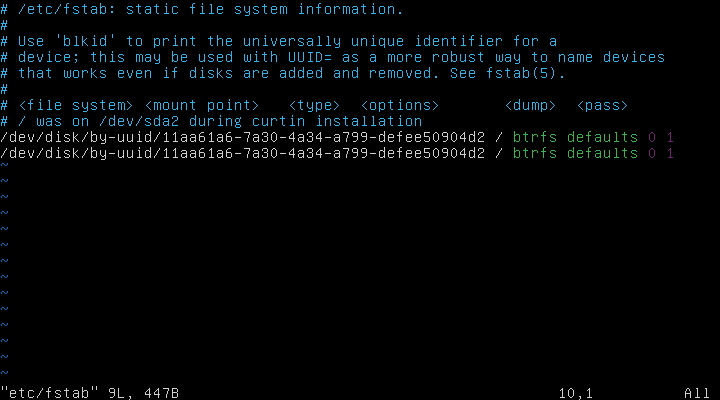 # /etc/fstab: static file system information.
#
# Use 'blkid' to print the universally unique identifier for a
# device; this may be used with UUID= as a more robust way to name devices
# that works even if disks are added and removed. See fstab(5).
#
# <file system> <mount point>   <type>  <options>       <dump>  <pass>
# / was on /dev/sda2 during curtin installation
/dev/disk/by-uuid/11aa61a6-7a30-4a34-a799-defee50904d2 / btrfs defaults 0 1
/dev/disk/by-uuid/11aa61a6-7a30-4a34-a799-defee50904d2 / btrfs defaults 0 1
~
~
~
~
~
~
~
~
~
~
~
~
~
~
"etc/fstab" 9L, 447B 10,1 All